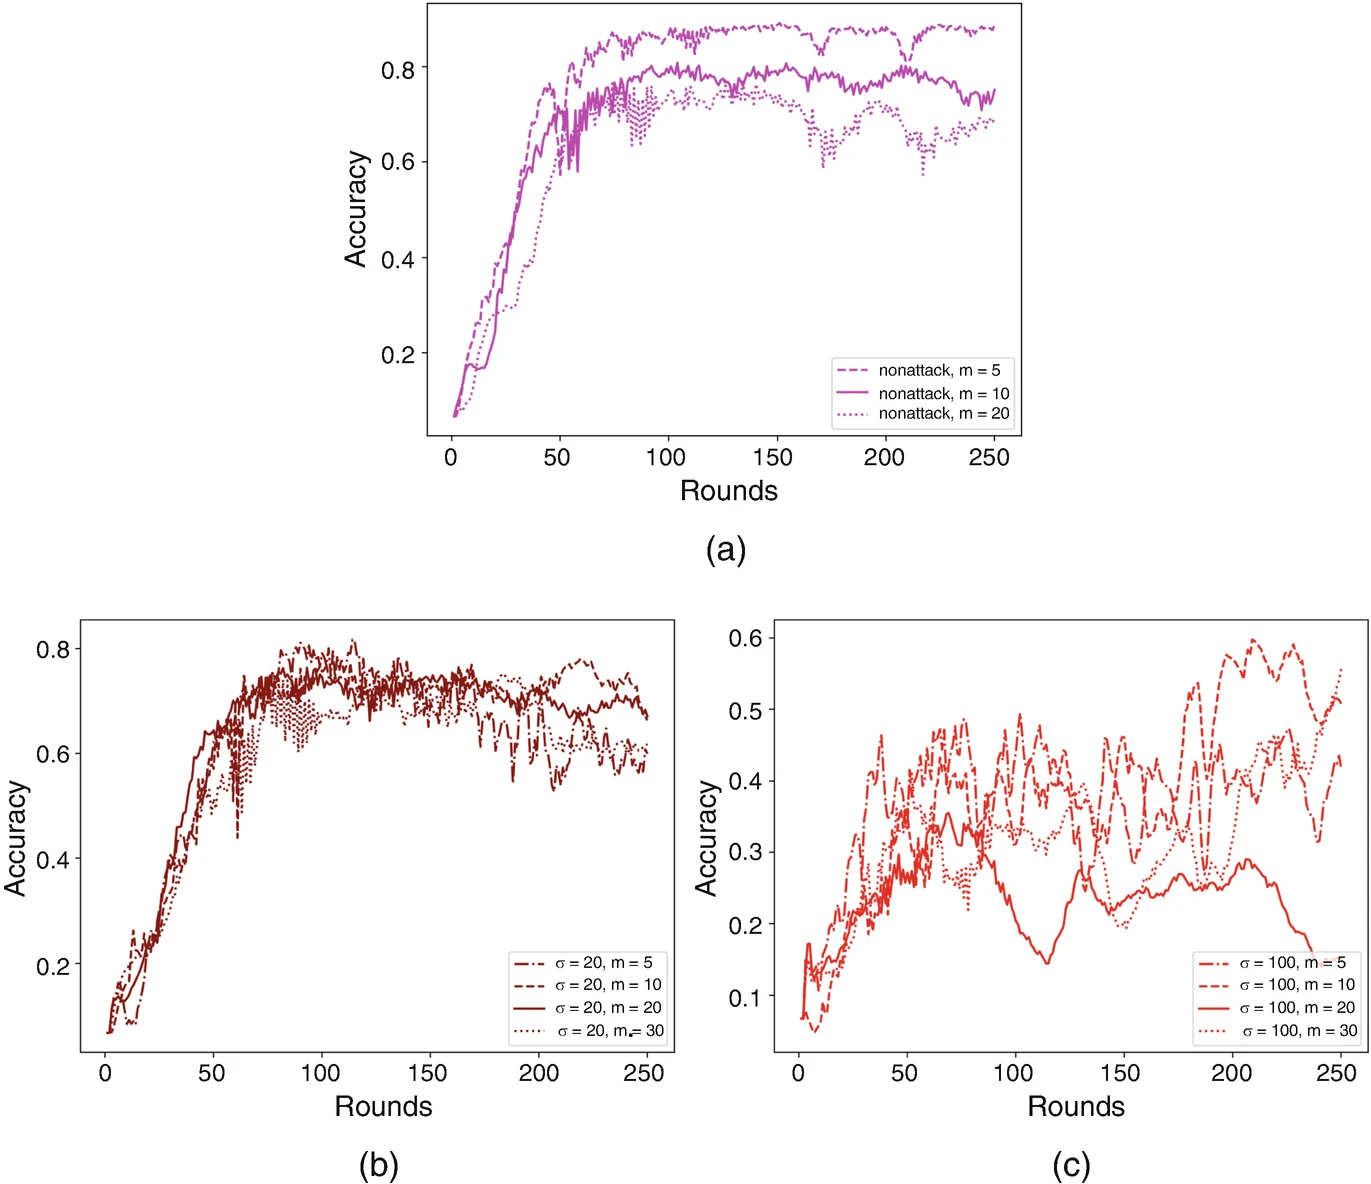 Accuracy
0.8
0.6
0.4
0.2
nonattack, m = 5
nonattack, m = 10
nonattack, m = 20
0 50 100 150 200 250
Rounds
(a)
Accuracy
0.8
0.6
0.4
0.2
σ = 20, m = 5
σ = 20, m = 10
σ = 20, m = 20
σ = 20, m = 30
0 50 100 150 200 250
Rounds
(b)
Accuracy
0.6
0.5
0.4
0.3
0.2
0.1
σ = 100, m = 5
σ = 100, m = 10
σ = 100, m = 20
σ = 100, m = 30
0 50 100 150 200 250
Rounds
(c)